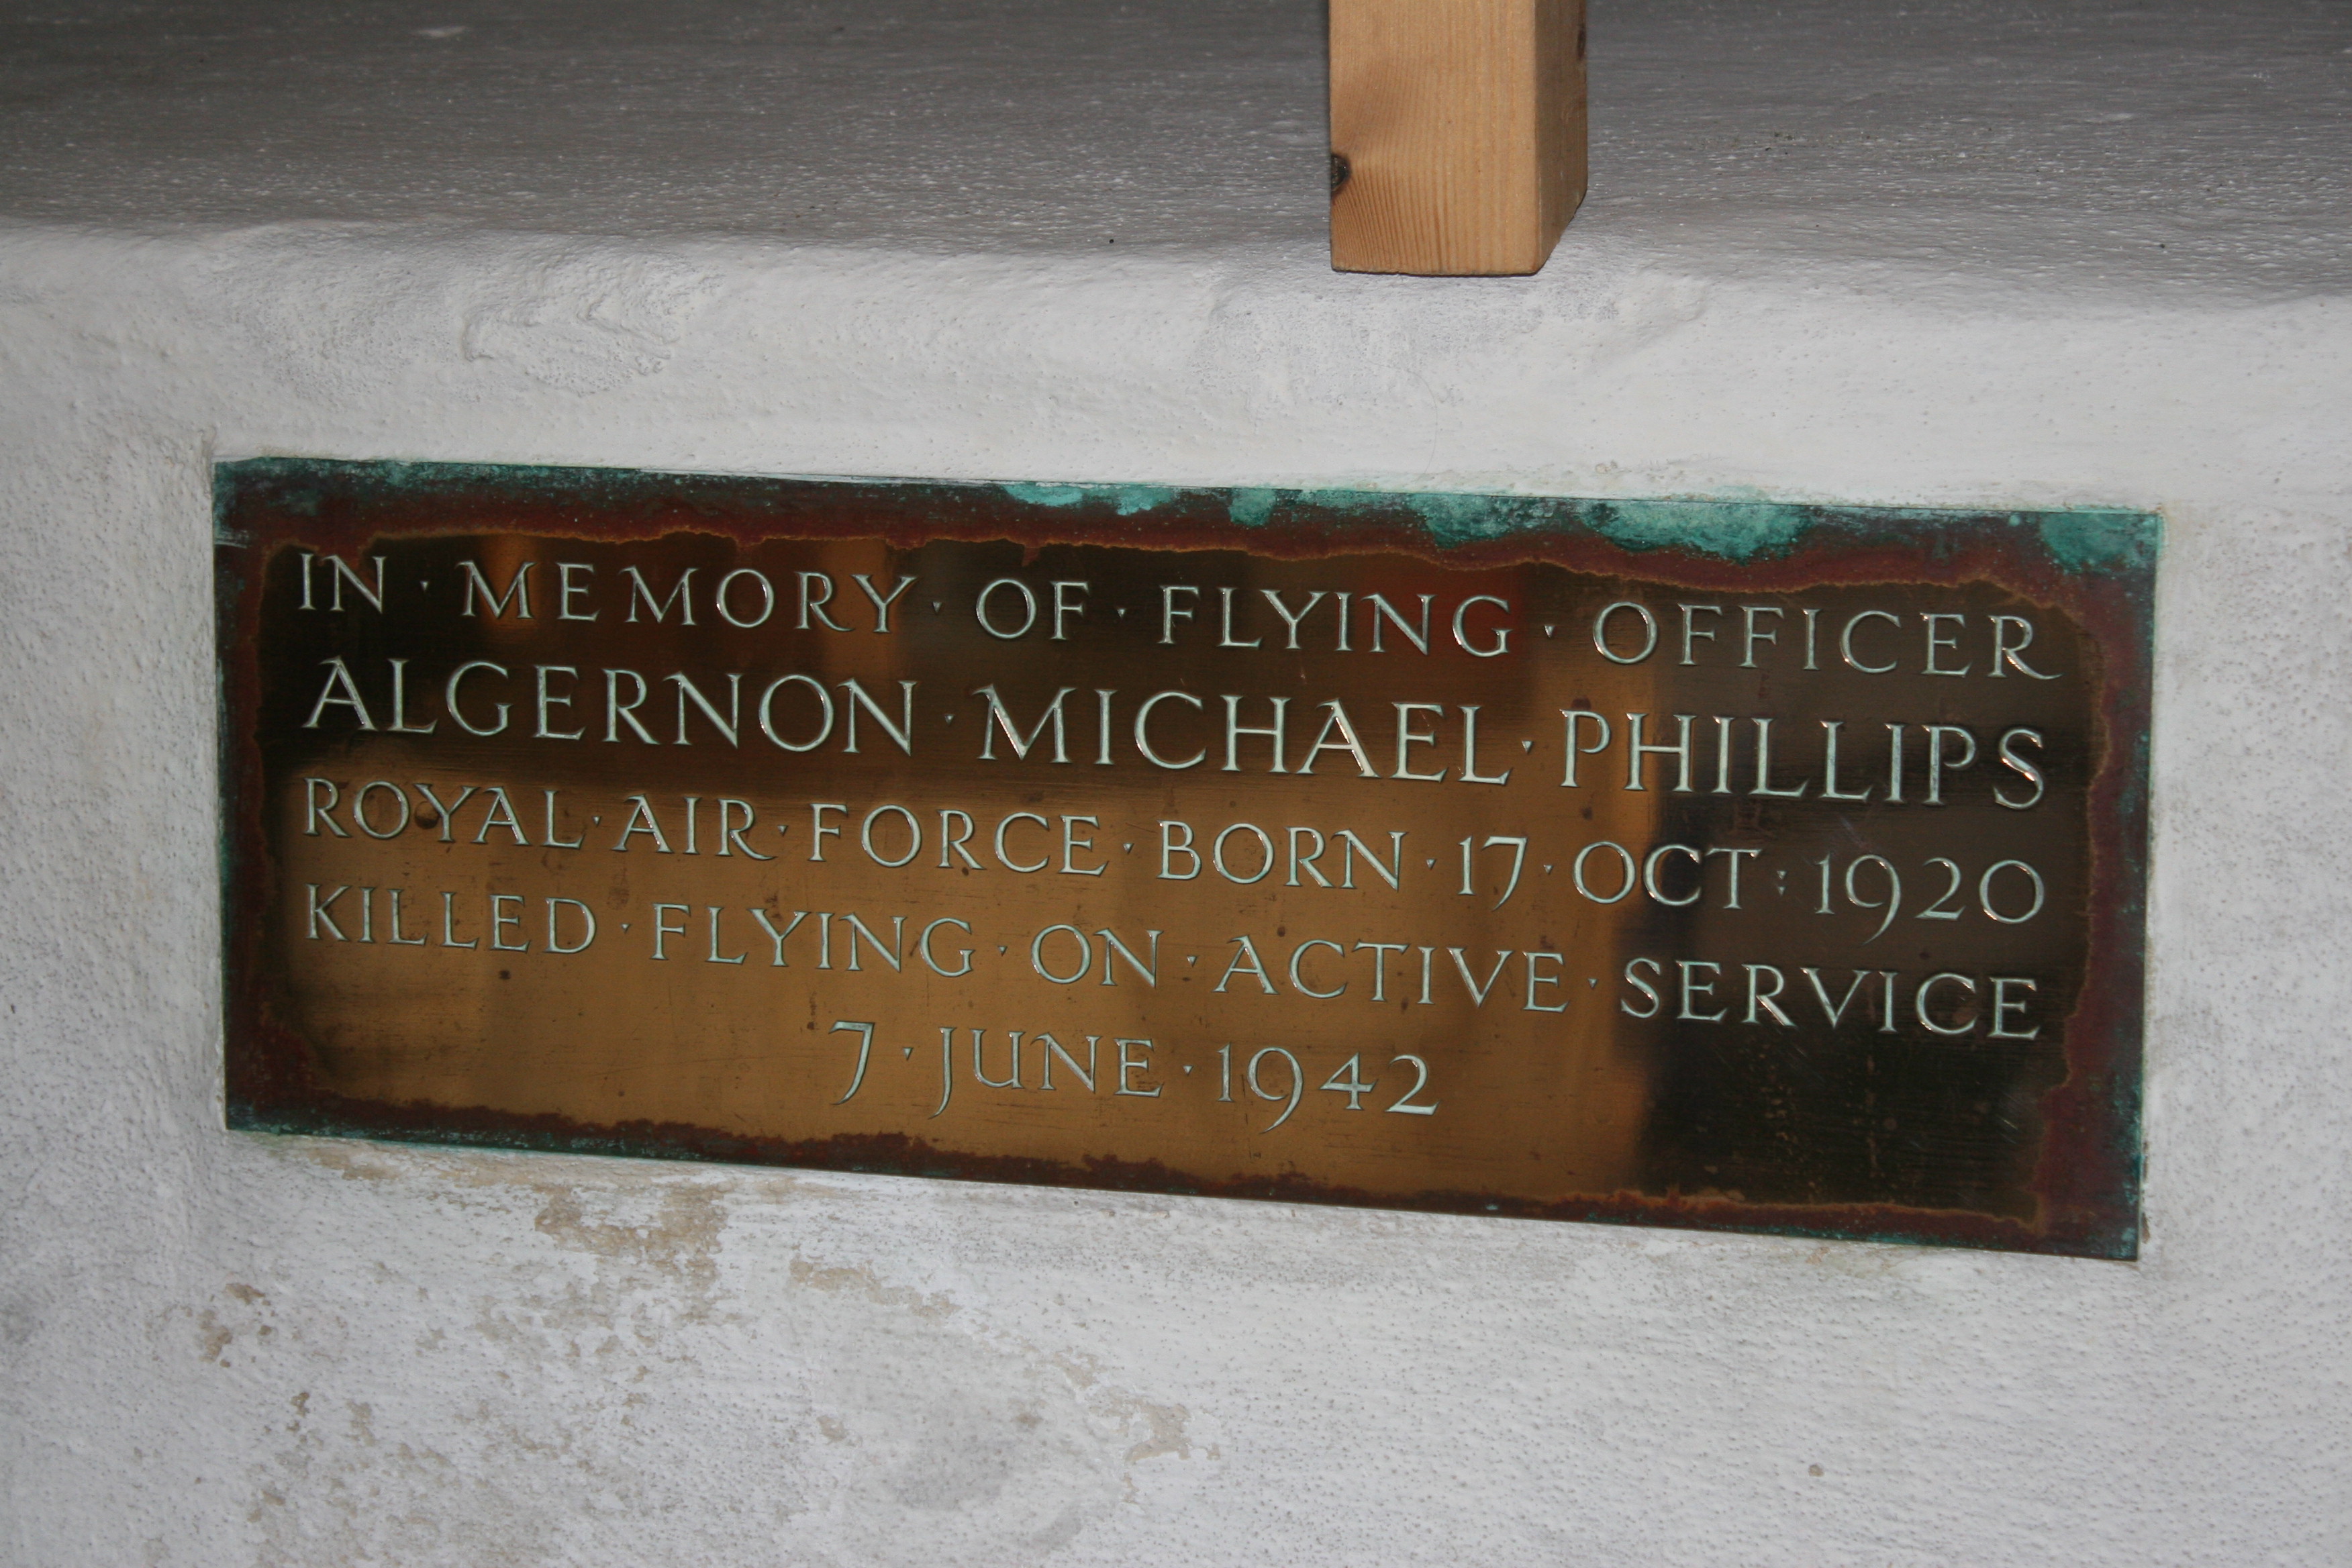 IN · MEMORY · OF · FLYING · OFFICER
ALGERNON · MICHAEL · PHILLIPS
ROYAL · AIR · FORCE · BORN · 17 · OCT : 1920
KILLED · FLYING · ON · ACTIVE · SERVICE
7 · JUNE · 1942